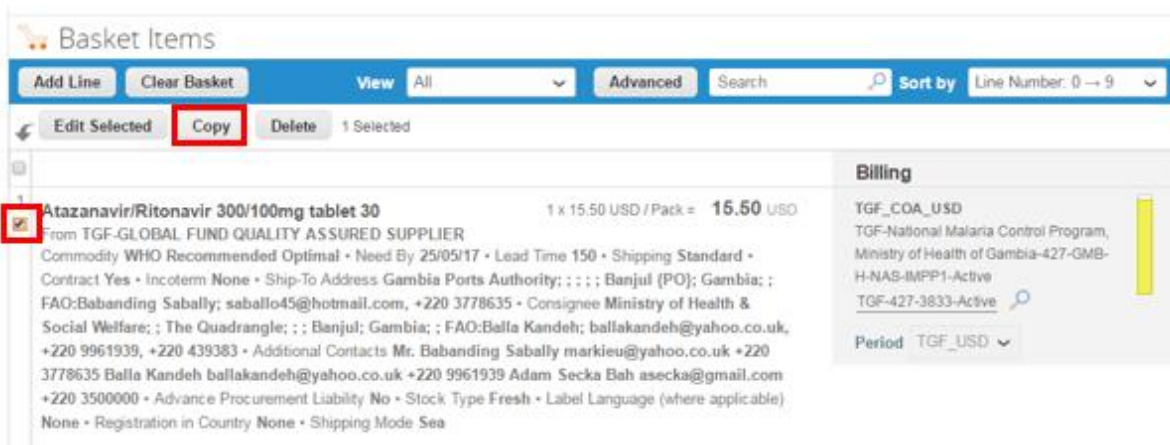 Basket Items
Add Line Clear Basket View All Advanced Search Sort by Line Number: 0 → 9
Edit Selected Copy Delete 1 Selected
Billing
1
Atazanavir/Ritonavir 300/100mg tablet 30 1 x 15.50 USD / Pack = 15.50 USD
From TGF-GLOBAL FUND QUALITY ASSURED SUPPLIER
Commodity WHO Recommended Optimal • Need By 25/05/17 • Lead Time 150 • Shipping Standard •
Contract Yes • Incoterm None • Ship-To Address Gambia Ports Authority; ; ; ; ; Banjul {PO}; Gambia; ;
FAO:Babanding Sabally; saballo45@hotmail.com, +220 3778635 • Consignee Ministry of Health &
Social Welfare; ; The Quadrangle; ; ; Banjul; Gambia; ; FAO:Balla Kandeh; ballakandeh@yahoo.co.uk,
+220 9961939, +220 439383 • Additional Contacts Mr. Babanding Sabally markieu@yahoo.co.uk +220
3778635 Balla Kandeh ballakandeh@yahoo.co.uk +220 9961939 Adam Secka Bah asecka@gmail.com
+220 3500000 • Advance Procurement Liability No • Stock Type Fresh • Label Language (where applicable)
None • Registration in Country None • Shipping Mode Sea
TGF_COA_USD
TGF-National Malaria Control Program,
Ministry of Health of Gambia-427-GMB-
H-NAS-IMPP1-Active
TGF-427-3833-Active
Period TGF_USD